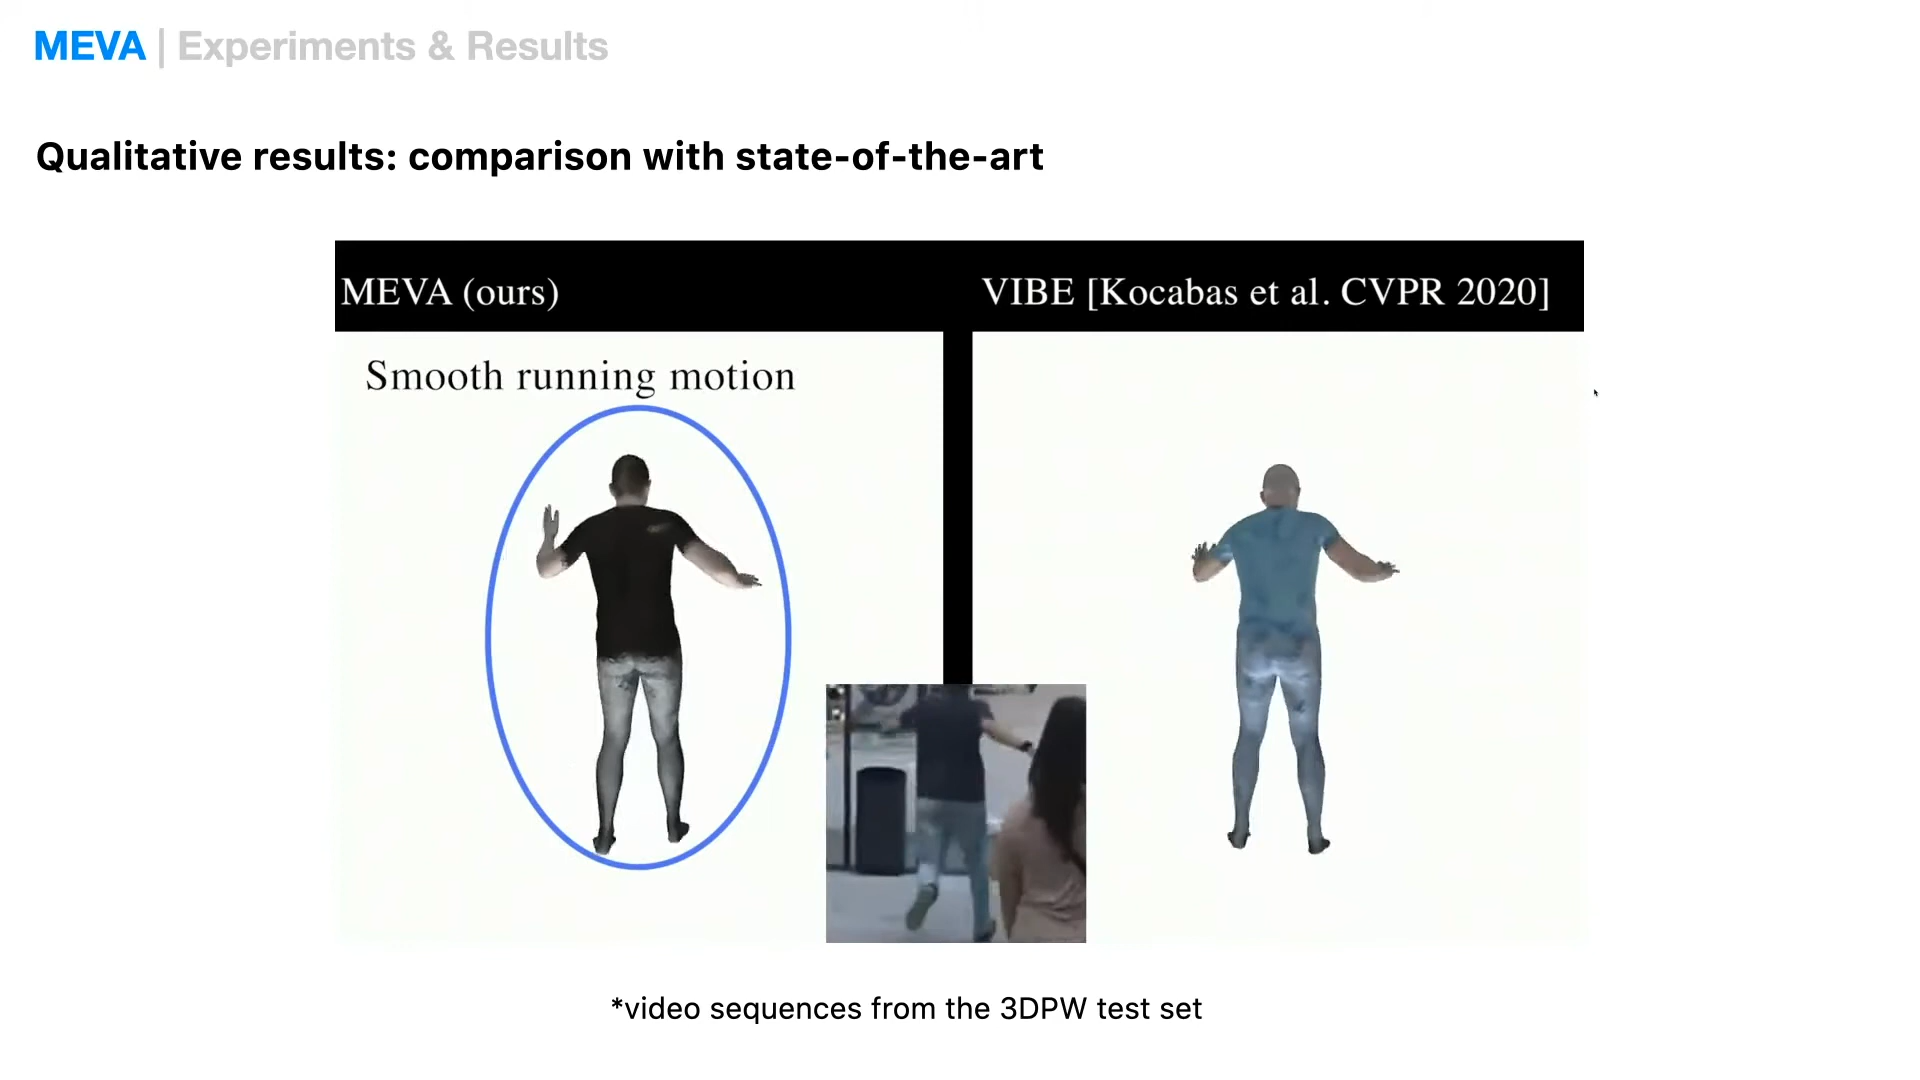 MEVA | Experiments & Results
Qualitative results: comparison with state-of-the-art
MEVA (ours)
VIBE [Kocabas et al. CVPR 2020]
Smooth running motion
*video sequences from the 3DPW test set